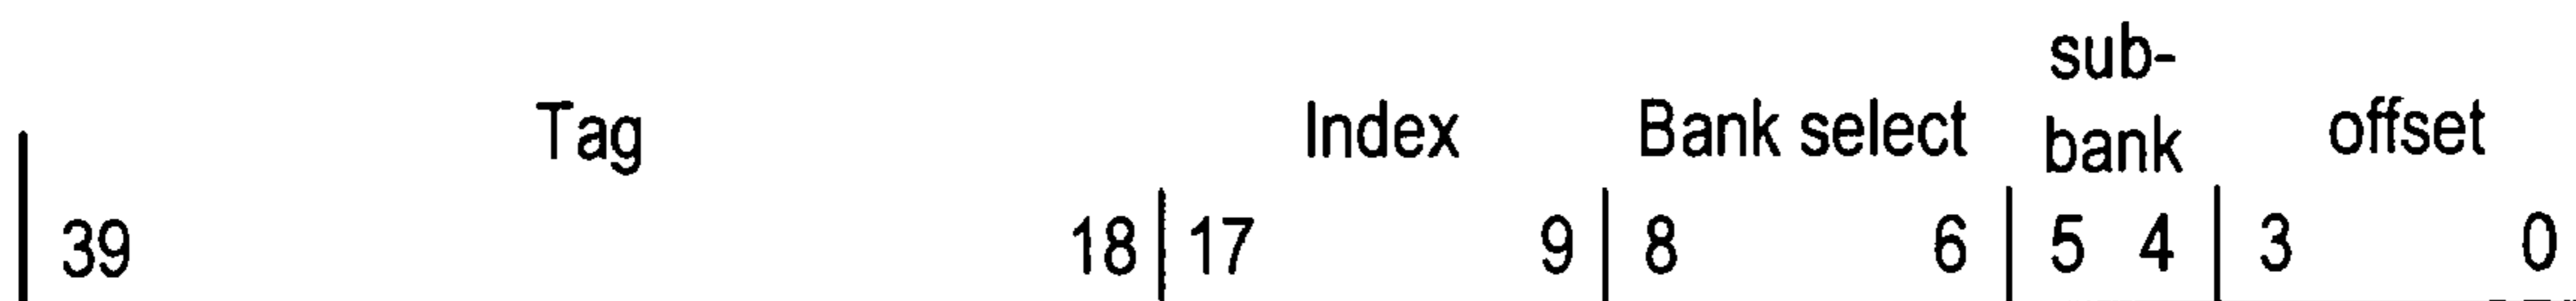 sub-
Tag Index Bank select bank offset
39 18 17 9 8 6 5 4 3 0